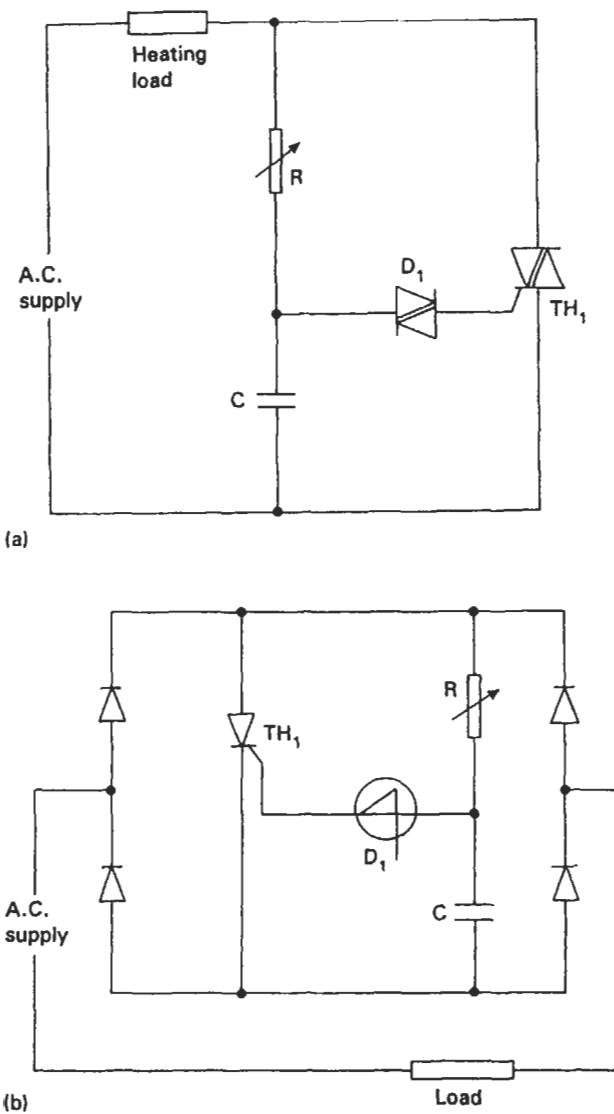 Heating
load
R
A.C.
supply
D₁
TH₁
C
(a)
R
TH₁
D₁
C
A.C.
supply
Load
(b)